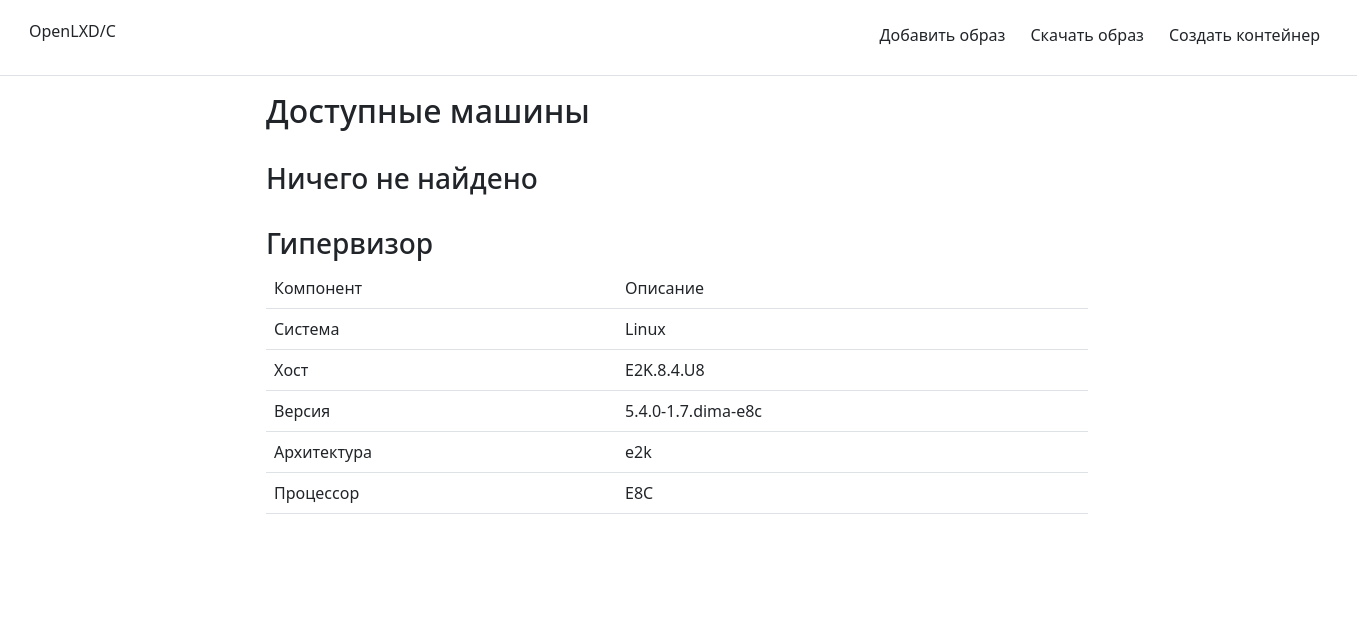 OpenLXD/C
Добавить образ Скачать образ Создать контейнер
Доступные машины
Ничего не найдено
Гипервизор
Компонент Описание
Система Linux
Хост E2K.8.4.U8
Версия 5.4.0-1.7.dima-e8c
Архитектура e2k
Процессор E8C